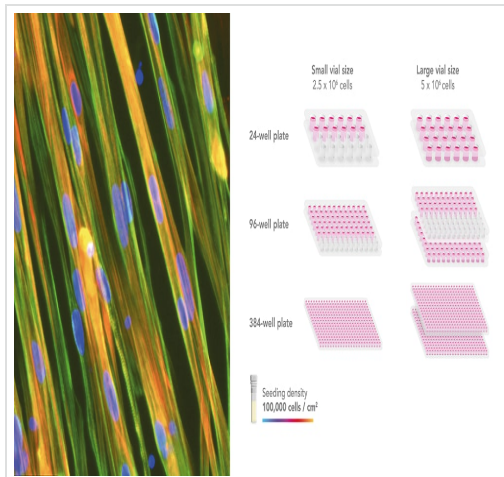 Small vial size
Large vial size
2.5 x 10⁶ cells
5 x 10⁶ cells
24-well plate
96-well plate
384-well plate
Seeding density
100,000 cells / cm²